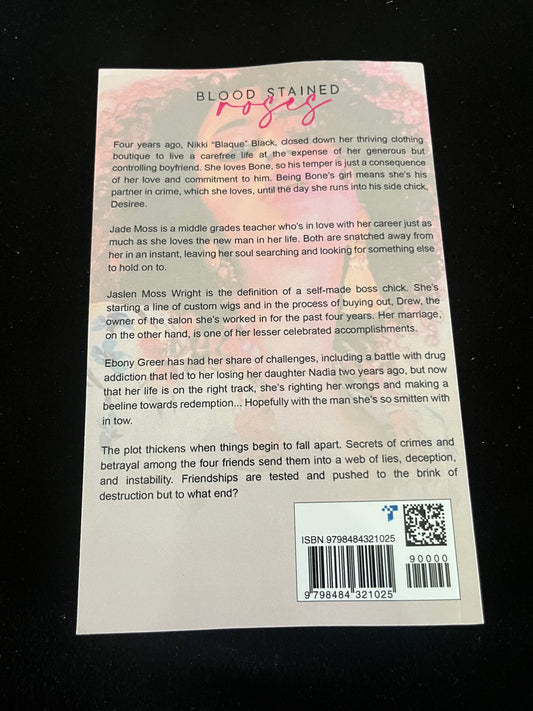 BLOOD STAINED
roses
Four years ago, Nikki "Blaque" Black, closed down her thriving clothing
boutique to live a carefree life at the expense of her generous but
controlling boyfriend. She loves Bone, so his temper is just a consequence
of her love and commitment to him. Being Bone's girl means she's his
partner in crime, which she loves, until the day she runs into his side chick,
Desiree.
Jade Moss is a middle grades teacher who's in love with her career just as
much as she loves the new man in her life. Both are snatched away from
her in an instant, leaving her soul searching and looking for something else
to hold on to.
Jaslen Moss Wright is the definition of a self-made boss chick. She's
starting a line of custom wigs and in the process of buying out, Drew, the
owner of the salon she's worked in for the past four years. Her marriage,
on the other hand, is one of her lesser celebrated accomplishments.
Ebony Greer has had her share of challenges, including a battle with drug
addiction that led to her losing her daughter Nadia two years ago, but now
that her life is on the right track, she's righting her wrongs and making a
beeline towards redemption... Hopefully with the man she's so smitten with
in tow.
The plot thickens when things begin to fall apart. Secrets of crimes and
betrayal among the four friends send them into a web of lies, deception,
and instability. Friendships are tested and pushed to the brink of
destruction but to what end?
ISBN 9798484321025
90000
9 798484 321025